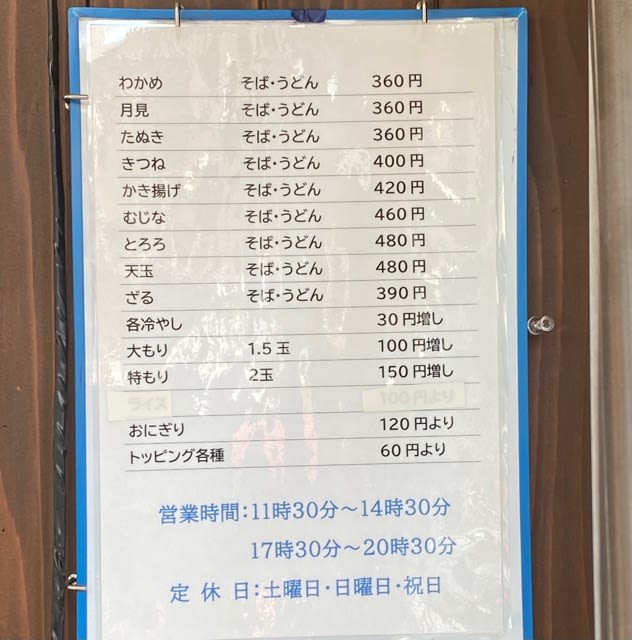 わかめ そば・うどん 360円
月見 そば・うどん 360円
たぬき そば・うどん 360円
きつね そば・うどん 400円
かき揚げ そば・うどん 420円
むじな そば・うどん 460円
とろろ そば・うどん 480円
天玉 そば・うどん 480円
ざる そば・うどん 390円
各冷やし 30円増し
大もり 1.5玉 100円増し
特もり 2玉 150円増し
ライス 100円より
おにぎり 120円より
トッピング各種 60円より
営業時間：11時30分～14時30分
17時30分～20時30分
定休日：土曜日・日曜日・祝日